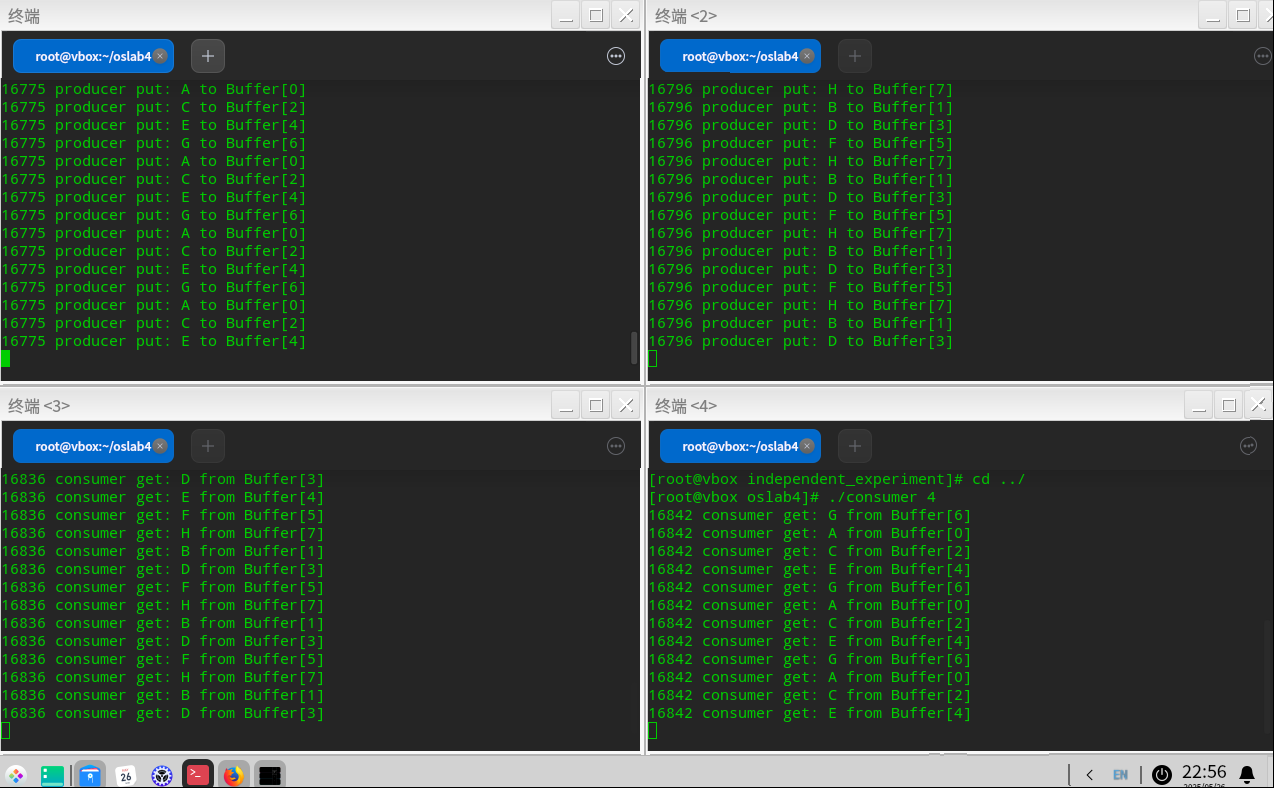 终端
root@vbox:~/oslab4
16775 producer put: A to Buffer[0]
16775 producer put: C to Buffer[2]
16775 producer put: E to Buffer[4]
16775 producer put: G to Buffer[6]
16775 producer put: A to Buffer[0]
16775 producer put: C to Buffer[2]
16775 producer put: E to Buffer[4]
16775 producer put: G to Buffer[6]
16775 producer put: A to Buffer[0]
16775 producer put: C to Buffer[2]
16775 producer put: E to Buffer[4]
16775 producer put: G to Buffer[6]
16775 producer put: A to Buffer[0]
16775 producer put: C to Buffer[2]
16775 producer put: E to Buffer[4]
终端 <2>
root@vbox:~/oslab4
16796 producer put: H to Buffer[7]
16796 producer put: B to Buffer[1]
16796 producer put: D to Buffer[3]
16796 producer put: F to Buffer[5]
16796 producer put: H to Buffer[7]
16796 producer put: B to Buffer[1]
16796 producer put: D to Buffer[3]
16796 producer put: F to Buffer[5]
16796 producer put: H to Buffer[7]
16796 producer put: B to Buffer[1]
16796 producer put: D to Buffer[3]
16796 producer put: F to Buffer[5]
16796 producer put: H to Buffer[7]
16796 producer put: B to Buffer[1]
16796 producer put: D to Buffer[3]
终端 <3>
root@vbox:~/oslab4
16836 consumer get: D from Buffer[3]
16836 consumer get: E from Buffer[4]
16836 consumer get: F from Buffer[5]
16836 consumer get: H from Buffer[7]
16836 consumer get: B from Buffer[1]
16836 consumer get: D from Buffer[3]
16836 consumer get: F from Buffer[5]
16836 consumer get: H from Buffer[7]
16836 consumer get: B from Buffer[1]
16836 consumer get: D from Buffer[3]
16836 consumer get: F from Buffer[5]
16836 consumer get: H from Buffer[7]
16836 consumer get: B from Buffer[1]
16836 consumer get: D from Buffer[3]
终端 <4>
root@vbox:~/oslab4
[root@vbox independent_experiment]# cd ../
[root@vbox oslab4]# ./consumer 4
16842 consumer get: G from Buffer[6]
16842 consumer get: A from Buffer[0]
16842 consumer get: C from Buffer[2]
16842 consumer get: E from Buffer[4]
16842 consumer get: G from Buffer[6]
16842 consumer get: A from Buffer[0]
16842 consumer get: C from Buffer[2]
16842 consumer get: E from Buffer[4]
16842 consumer get: G from Buffer[6]
16842 consumer get: A from Buffer[0]
16842 consumer get: C from Buffer[2]
16842 consumer get: E from Buffer[4]
26
EN
22:56
2025/05/26